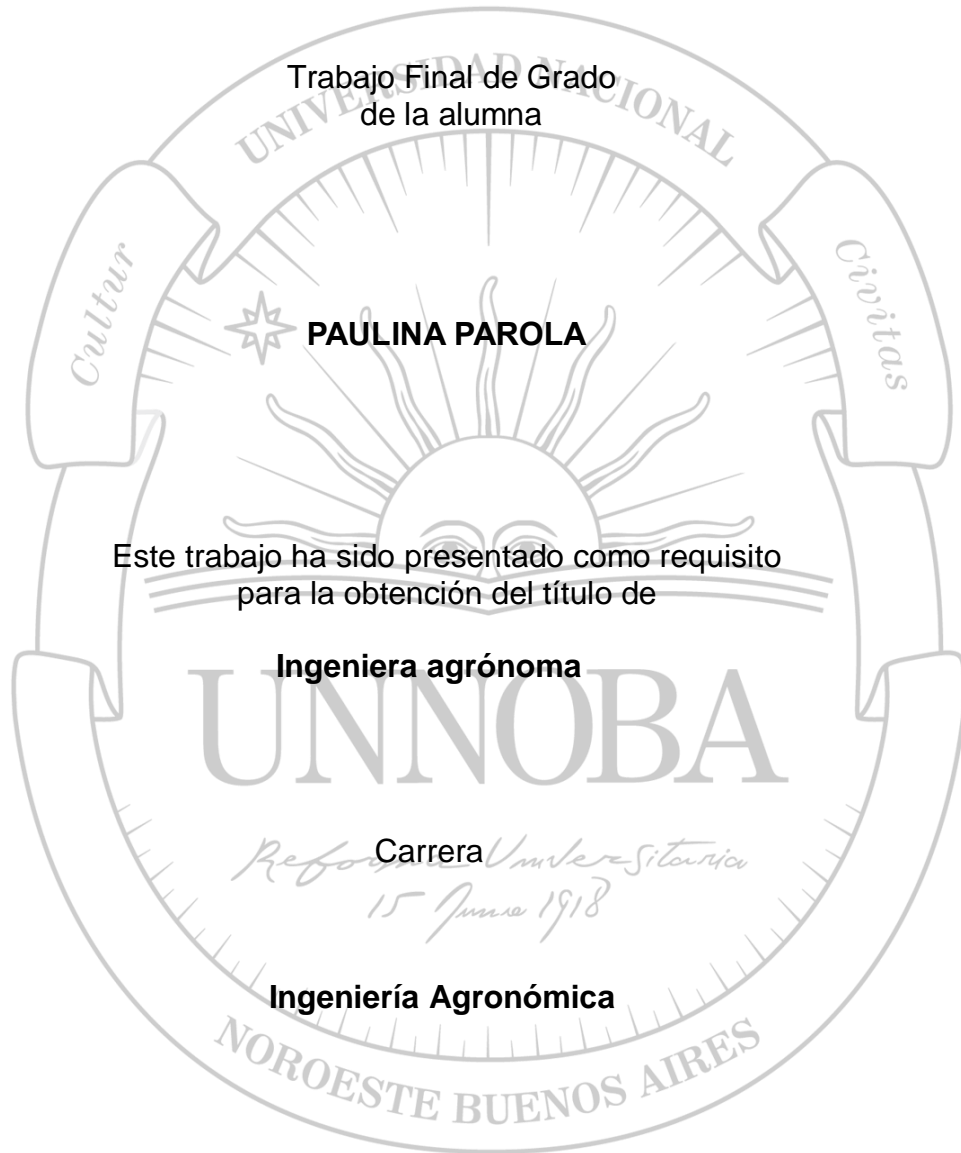 Trabajo Final de Grado
de la alumna
UNIVERSIDAD NACIONAL
Cultur
Civitas
PAULINA PAROLA
Este trabajo ha sido presentado como requisito
para la obtención del título de
Ingeniera agrónoma
UNNOBA
Carrera
Reforma Universitaria
15 Junio 1918
Ingeniería Agronómica
NOROESTE BUENOS AIRES